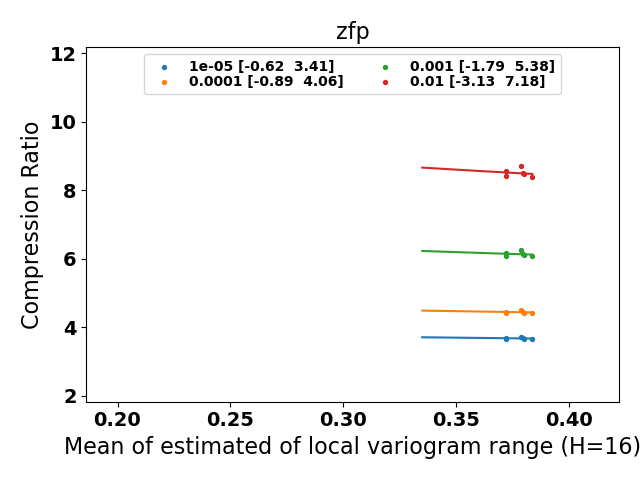 zfp
1e-05 [-0.62  3.41]
0.0001 [-0.89  4.06]
0.001 [-1.79  5.38]
0.01 [-3.13  7.18]
12
10
8
6
4
2
Compression Ratio
0.20 0.25 0.30 0.35 0.40
Mean of estimated of local variogram range (H=16)